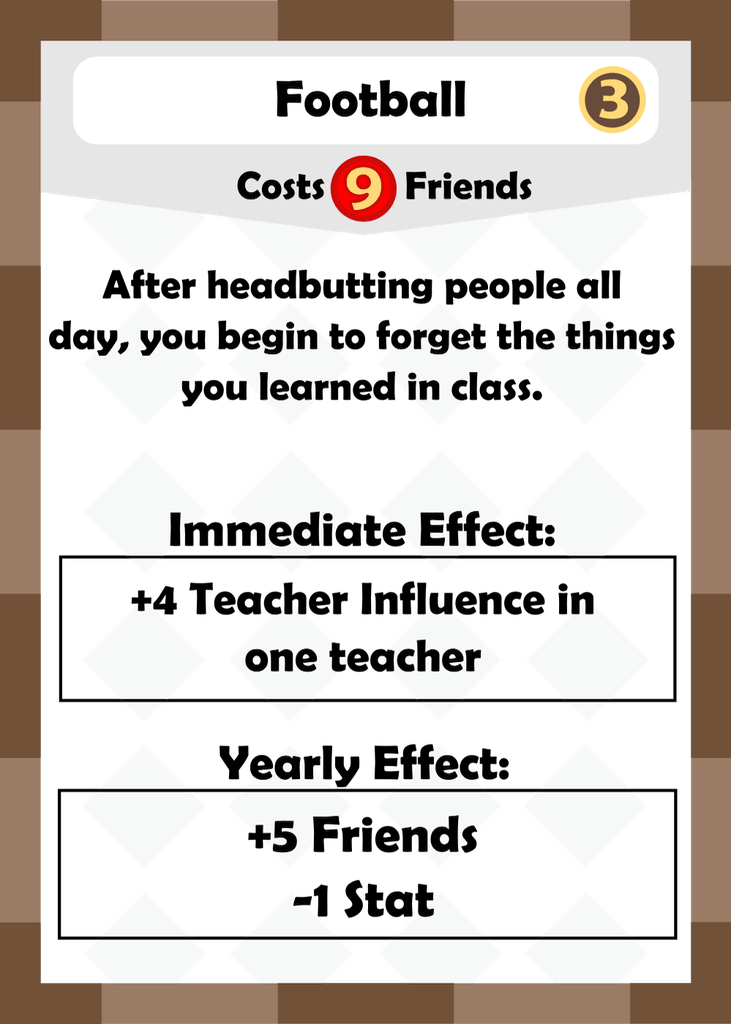 Football 3
Costs 9 Friends
After headbutting people all
day, you begin to forget the things
you learned in class.
Immediate Effect:
+4 Teacher Influence in
one teacher
Yearly Effect:
+5 Friends
-1 Stat